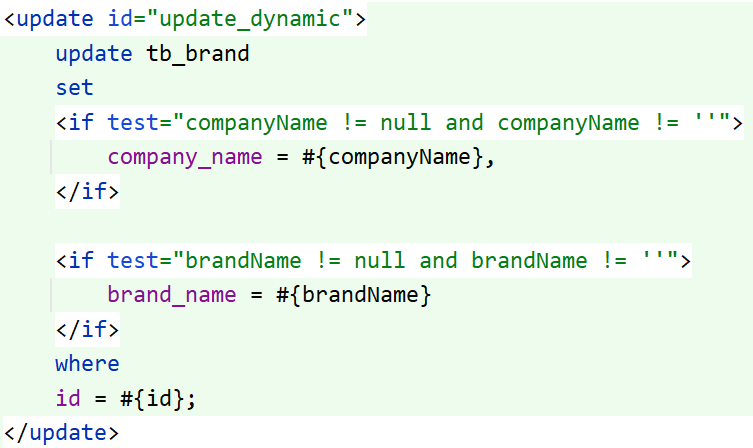 <update id="update_dynamic">
update tb_brand
set
<if test="companyName != null and companyName != ''">
company_name = #{companyName},
</if>
<if test="brandName != null and brandName != ''">
brand_name = #{brandName}
</if>
where
id = #{id};
</update>